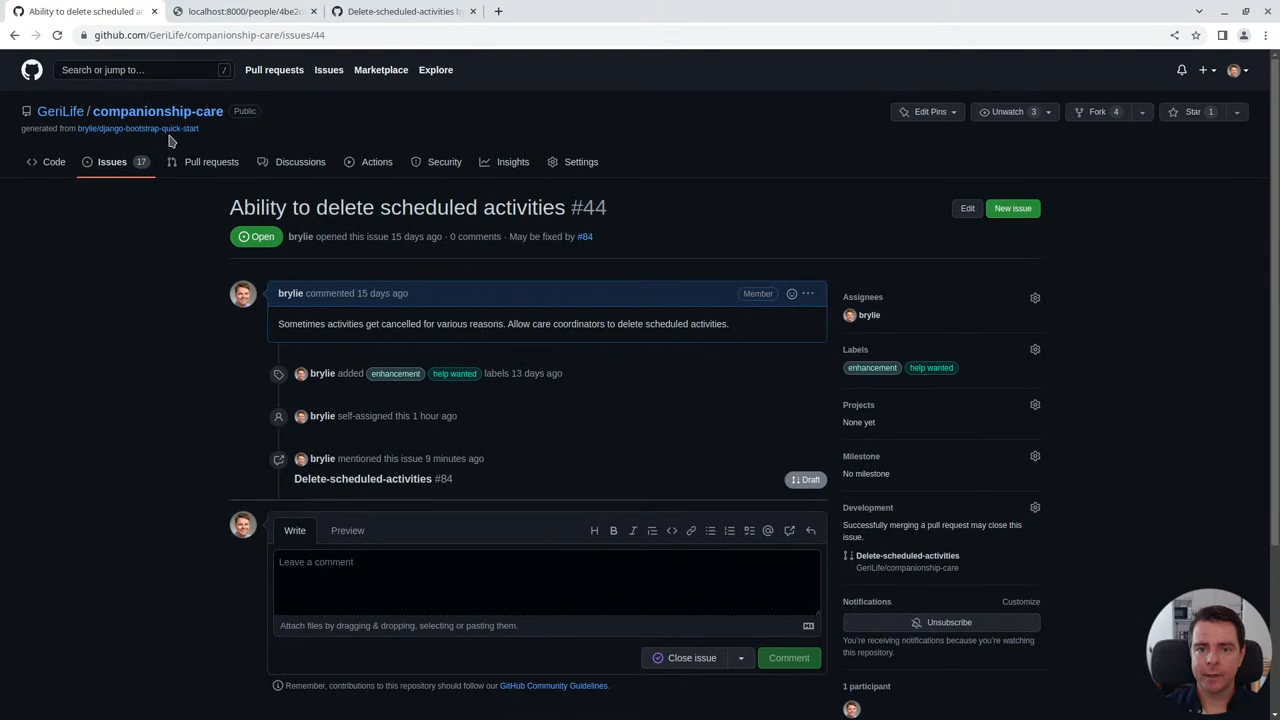 Ability to delete scheduled ac
localhost:8000/people/4be2c
Delete-scheduled-activities by
github.com/GeriLife/companionship-care/issues/44
Search or jump to…
/
Pull requests
Issues
Marketplace
Explore
GeriLife / companionship-care
Public
generated from brylie/django-bootstrap-quick-start
Edit Pins
Unwatch 3
Fork 4
Star 1
Code
Issues 17
Pull requests
Discussions
Actions
Security
Insights
Settings
Ability to delete scheduled activities #44
Edit
New issue
Open
brylie opened this issue 15 days ago · 0 comments · May be fixed by #84
brylie commented 15 days ago
Member
Sometimes activities get cancelled for various reasons. Allow care coordinators to delete scheduled activities.
brylie added enhancement help wanted labels 13 days ago
brylie self-assigned this 1 hour ago
brylie mentioned this issue 9 minutes ago
Delete-scheduled-activities #84
Draft
Write
Preview
H B I
Leave a comment
Attach files by dragging & dropping, selecting or pasting them.
Close issue
Comment
Remember, contributions to this repository should follow our GitHub Community Guidelines.
Assignees
brylie
Labels
enhancement
help wanted
Projects
None yet
Milestone
No milestone
Development
Successfully merging a pull request may close this
issue.
Delete-scheduled-activities
GeriLife/companionship-care
Notifications
Customize
Unsubscribe
You're receiving notifications because you're watching
this repository.
1 participant